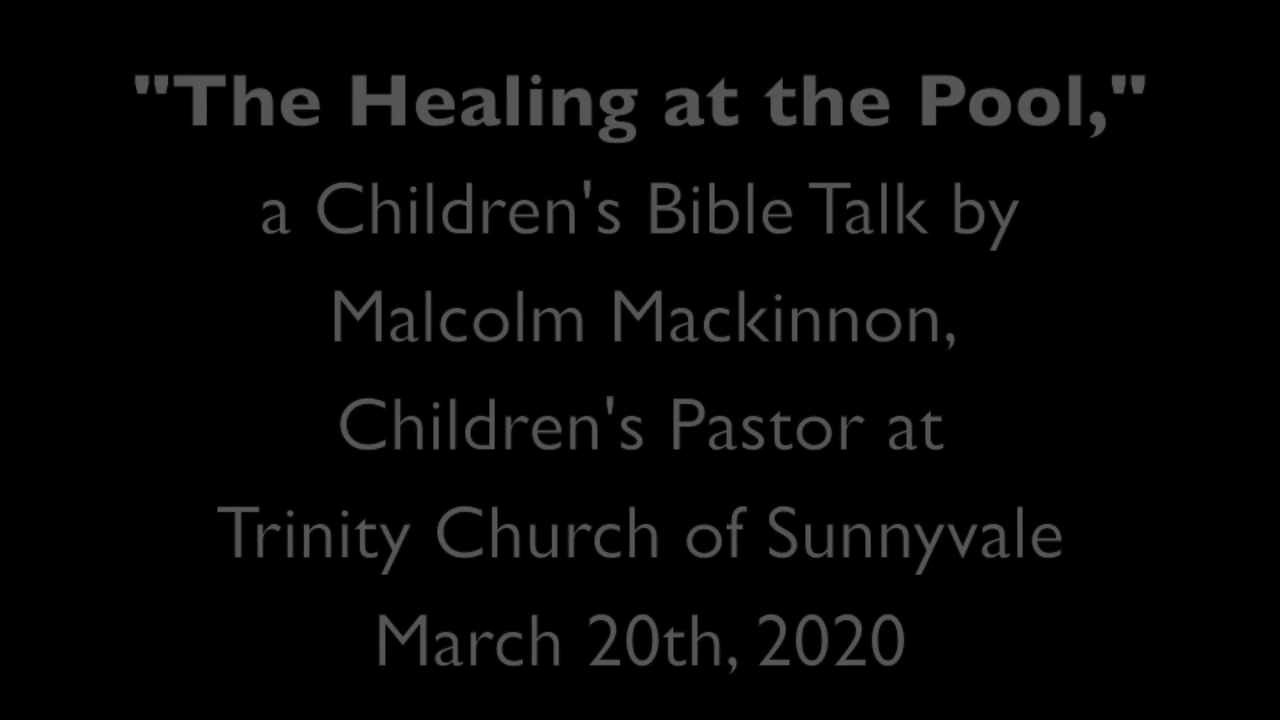 "The Healing at the Pool,"
a Children's Bible Talk by
Malcolm Mackinnon,
Children's Pastor at
Trinity Church of Sunnyvale
March 20th, 2020